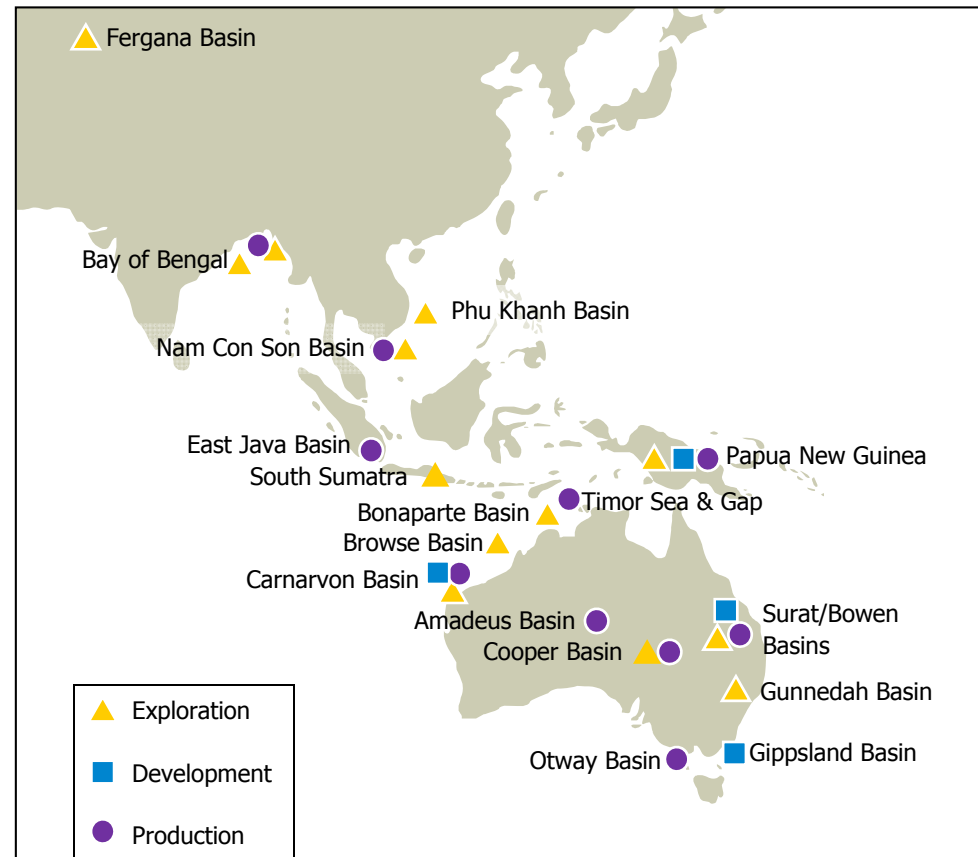 Fergana Basin
Bay of Bengal
Phu Khanh Basin
Nam Con Son Basin
East Java Basin
Papua New Guinea
South Sumatra
Timor Sea & Gap
Bonaparte Basin
Browse Basin
Carnarvon Basin
Amadeus Basin
Surat/Bowen
Basins
Cooper Basin
Gunnedah Basin
Otway Basin
Gippsland Basin
Exploration
Development
Production